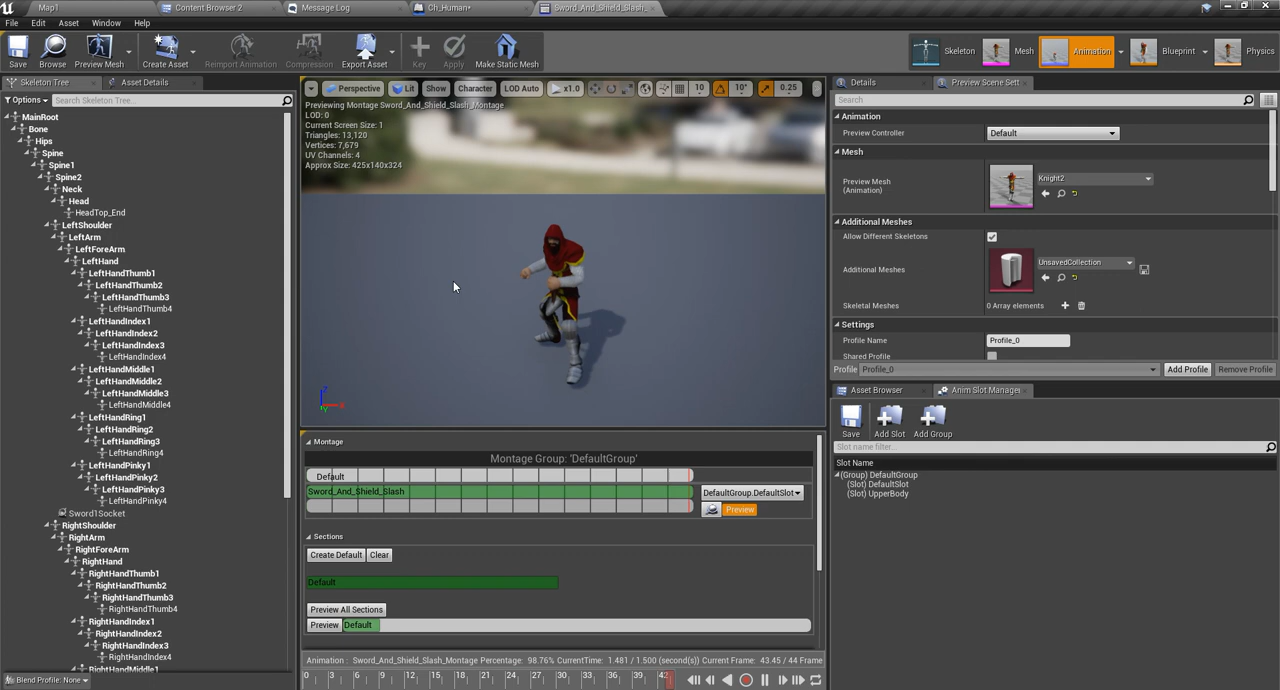 Map1
Content Browser 2
Message Log
Ch_Human*
Sword_And_Shield_Slash_
File Edit Asset Window Help
Save
Browse
Preview Mesh
Create Asset
Reimport Animation
Compression
Export Asset
Key
Apply
Make Static Mesh
Skeleton
Mesh
Animation
Blueprint
Physics
Skeleton Tree
Asset Details
Options
Search Skeleton Tree...
MainRoot
Bone
Hips
Spine
Spine1
Spine2
Neck
Head
HeadTop_End
LeftShoulder
LeftArm
LeftForeArm
LeftHand
LeftHandThumb1
LeftHandThumb2
LeftHandThumb3
LeftHandThumb4
LeftHandIndex1
LeftHandIndex2
LeftHandIndex3
LeftHandIndex4
LeftHandMiddle1
LeftHandMiddle2
LeftHandMiddle3
LeftHandMiddle4
LeftHandRing1
LeftHandRing2
LeftHandRing3
LeftHandRing4
LeftHandPinky1
LeftHandPinky2
LeftHandPinky3
LeftHandPinky4
Sword1Socket
RightShoulder
RightArm
RightForeArm
RightHand
RightHandThumb1
RightHandThumb2
RightHandThumb3
RightHandThumb4
RightHandIndex1
RightHandIndex2
RightHandIndex3
RightHandIndex4
RightHandMiddle1
Blend Profile: None
Perspective Lit Show Character LOD Auto x1.0 10 10° 0.25
Previewing Montage Sword_And_Shield_Slash_Montage
LOD: 0
Current Screen Size: 1
Triangles: 13,120
Vertices: 7,679
UV Channels: 4
Approx Size: 425x140x324
Z
X
Y
Montage
Montage Group: 'DefaultGroup'
Default
Sword_And_Shield_Slash
DefaultGroup.DefaultSlot
Preview
Sections
Create Default Clear
Default
Preview All Sections
Preview Default
Animation : Sword_And_Shield_Slash_Montage Percentage: 98.76% CurrentTime: 1.481 / 1.500 (second(s)) Current Frame: 43.45 / 44 Frame
0 3 6 9 12 15 18 21 24 27 30 33 36 39 42
Details
Preview Scene Sett
Search
Animation
Preview Controller Default
Mesh
Preview Mesh
(Animation)
Knight2
Additional Meshes
Allow Different Skeletons
Additional Meshes
UnsavedCollection
Skeletal Meshes 0 Array elements
Settings
Profile Name Profile_0
Shared Profile
Profile Profile_0 Add Profile Remove Profile
Asset Browser
Anim Slot Manager
Save
Add Slot
Add Group
Slot name filter...
Slot Name
(Group) DefaultGroup
(Slot) DefaultSlot
(Slot) UpperBody